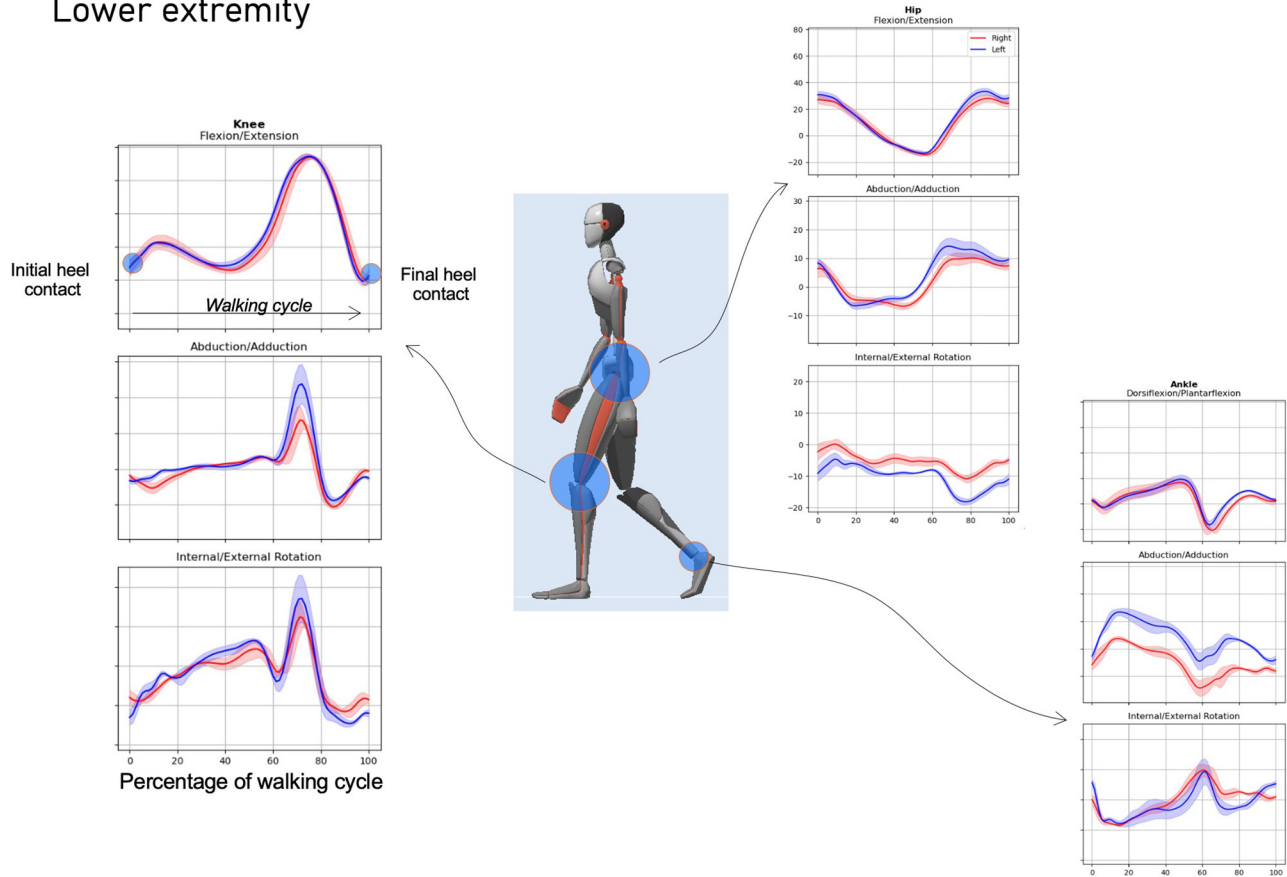 Lower extremity
Knee
Flexion/Extension
Initial heel
contact
Final heel
contact
Walking cycle
Abduction/Adduction
Internal/External Rotation
0 20 40 60 80 100
Percentage of walking cycle
Hip
Flexion/Extension
Right
Left
80
60
40
20
0
−20
Abduction/Adduction
30
20
10
0
−10
Internal/External Rotation
20
10
0
−10
−20
0 20 40 60 80 100
Ankle
Dorsiflexion/Plantarflexion
Abduction/Adduction
Internal/External Rotation
0 20 40 60 80 100